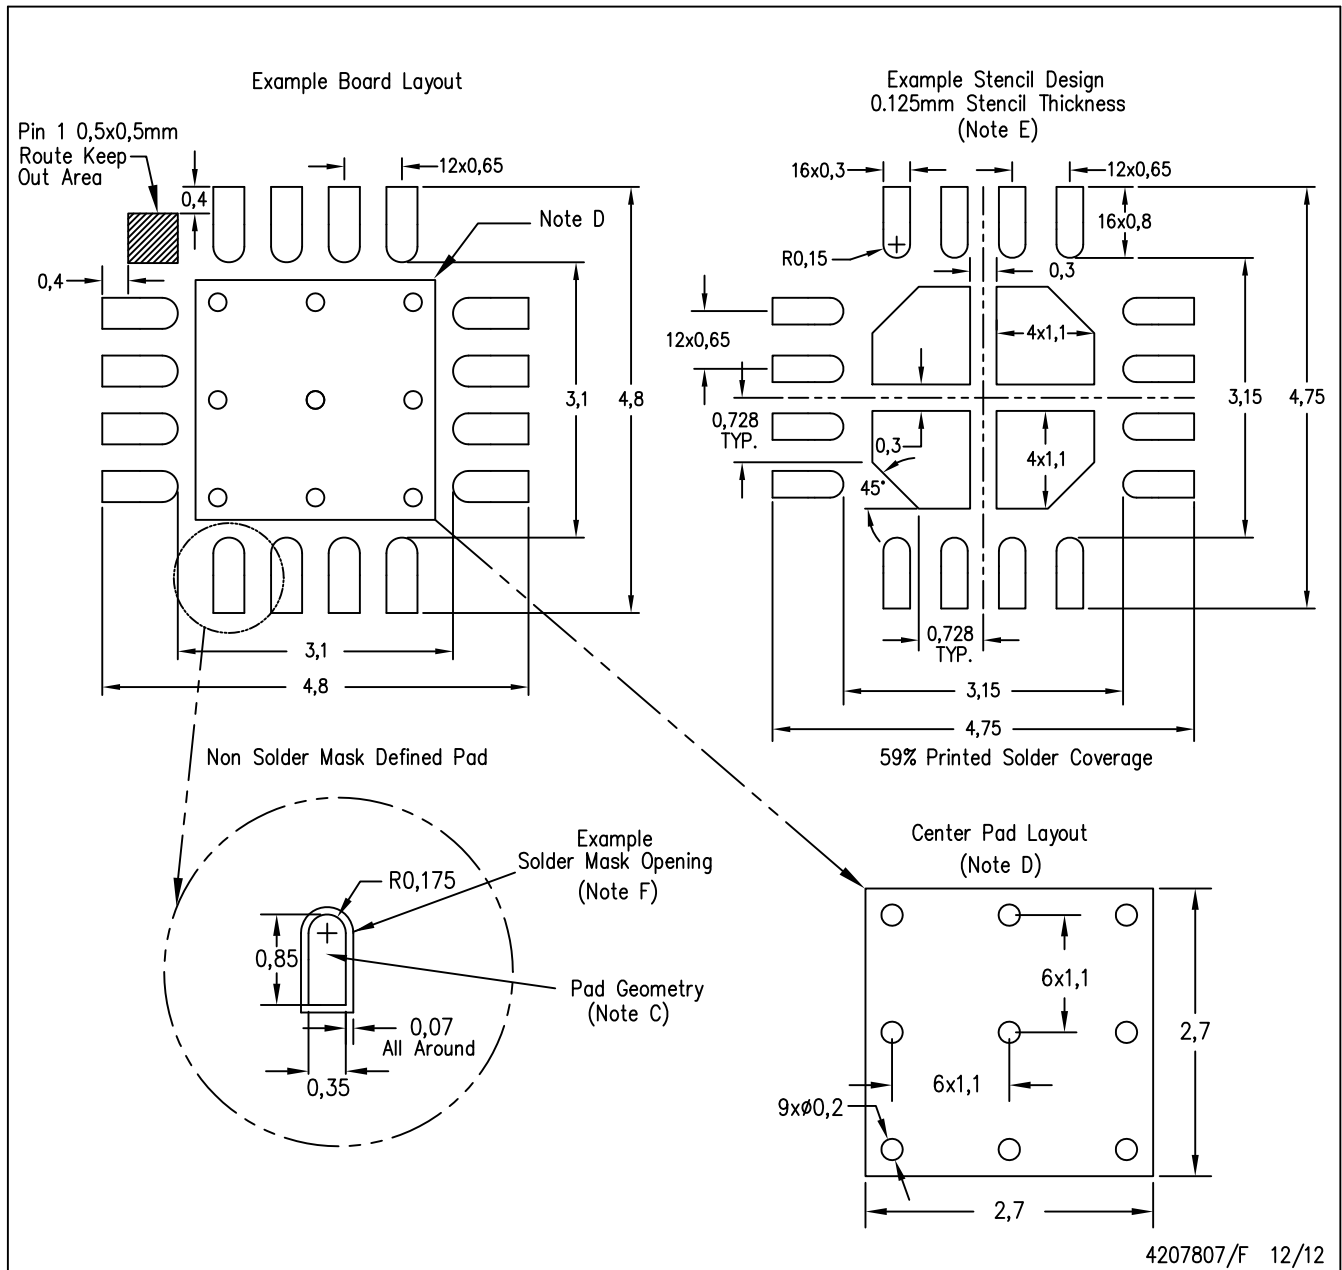 Example Board Layout
Pin 1 0,5x0,5mm
Route Keep
Out Area
0,4
12x0,65
Note D
0,4
3,1
4,8
3,1
4,8
Example Stencil Design
0.125mm Stencil Thickness
(Note E)
16x0,3
12x0,65
16x0,8
R0,15
0,3
12x0,65
4x1,1
3,15
4,75
0,728
TYP.
0,3
4x1,1
45°
0,728
TYP.
3,15
4,75
59% Printed Solder Coverage
Non Solder Mask Defined Pad
Example
Solder Mask Opening
(Note F)
R0,175
0,85
Pad Geometry
(Note C)
0,07
All Around
0,35
Center Pad Layout
(Note D)
6x1,1
2,7
6x1,1
9xø0,2
2,7
4207807/F 12/12